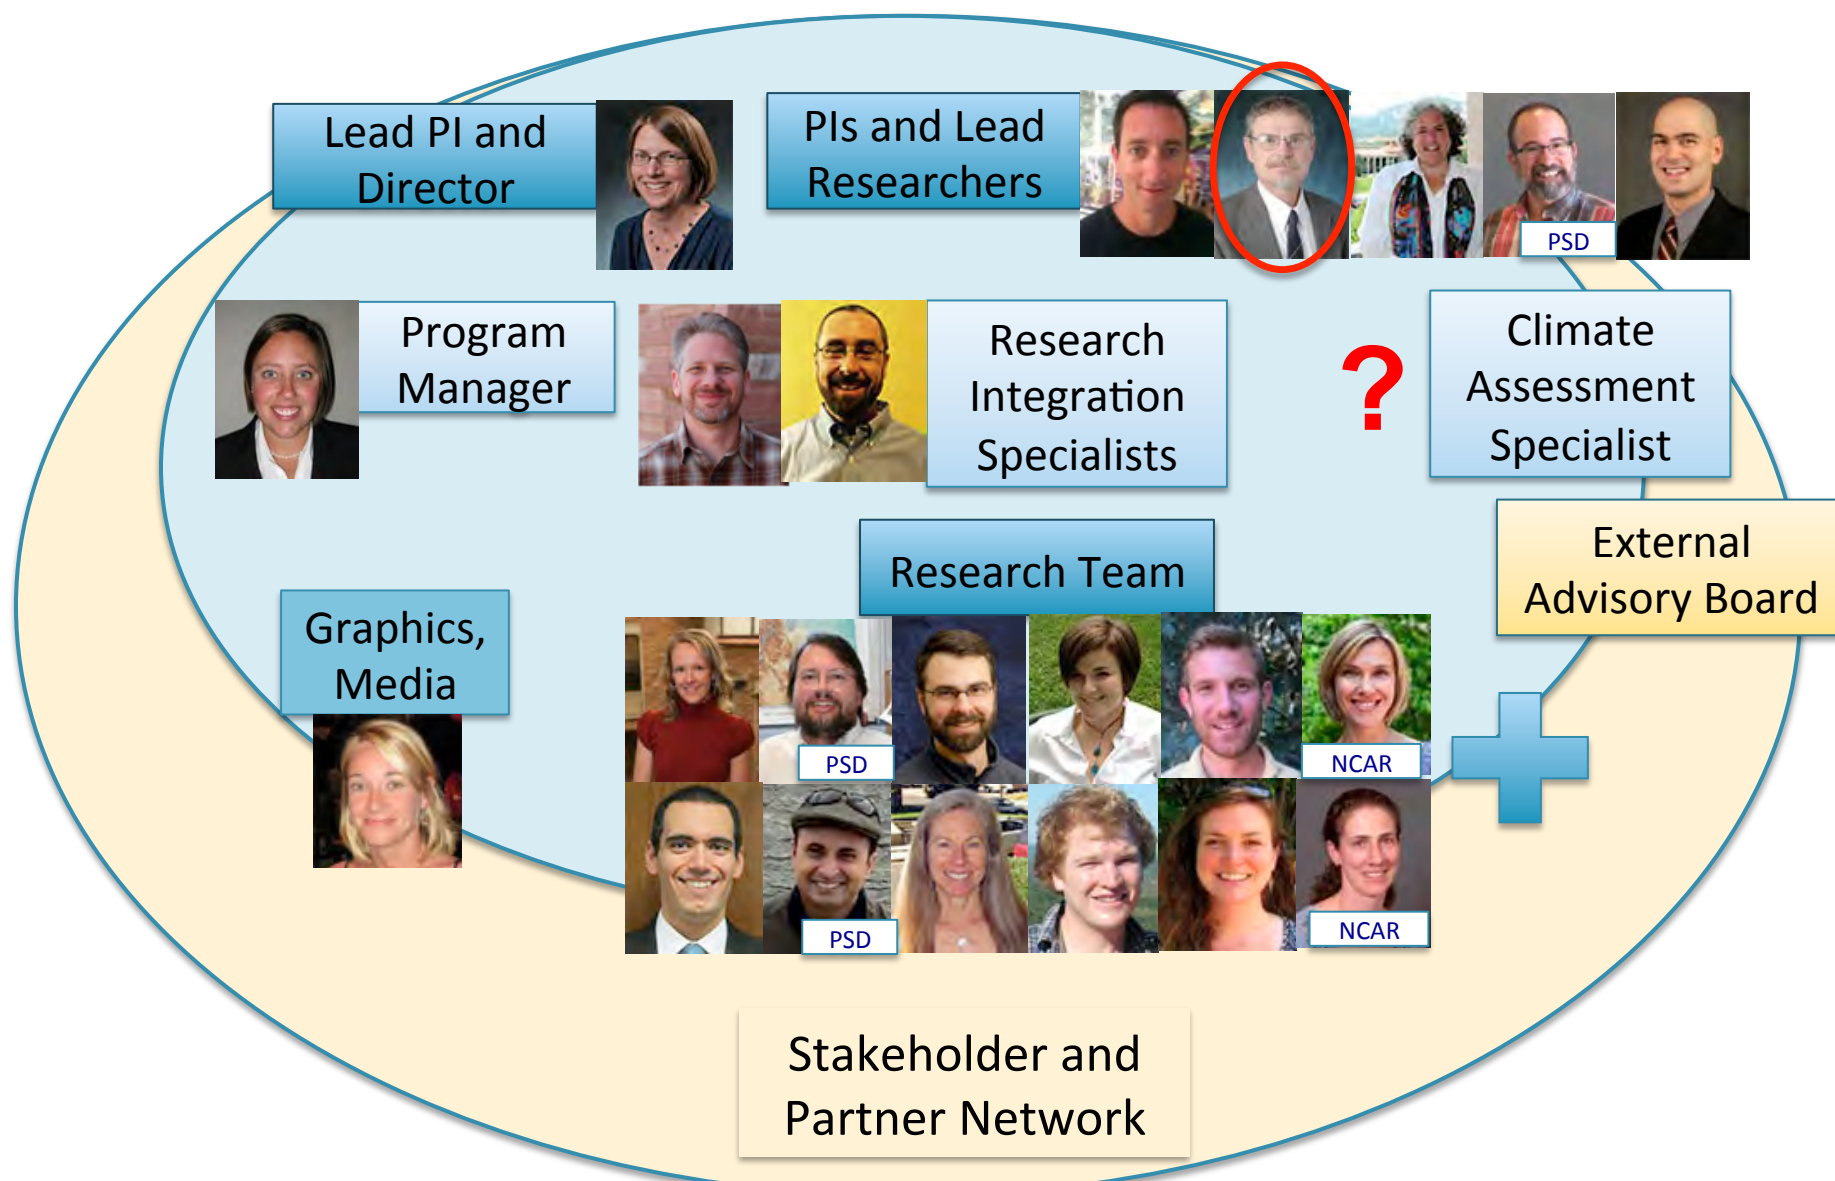 Lead PI and
Director
PIs and Lead
Researchers
PSD
Program
Manager
Research
Integration
Specialists
?
Climate
Assessment
Specialist
External
Advisory Board
Research Team
Graphics,
Media
PSD
NCAR
PSD
NCAR
Stakeholder and
Partner Network